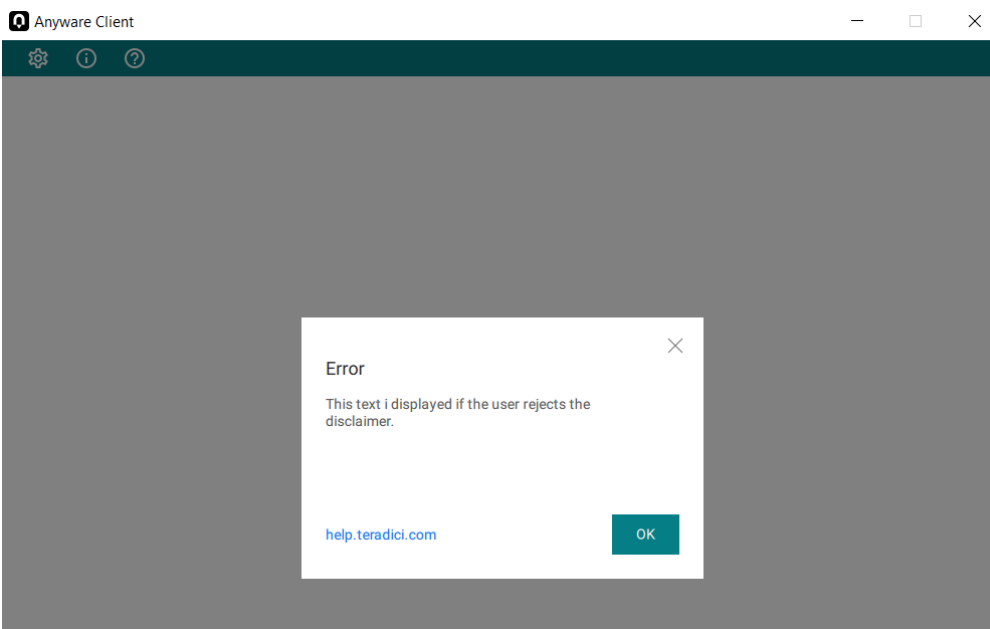 Anyware Client
Error
This text i displayed if the user rejects the
disclaimer.
help.teradici.com
OK